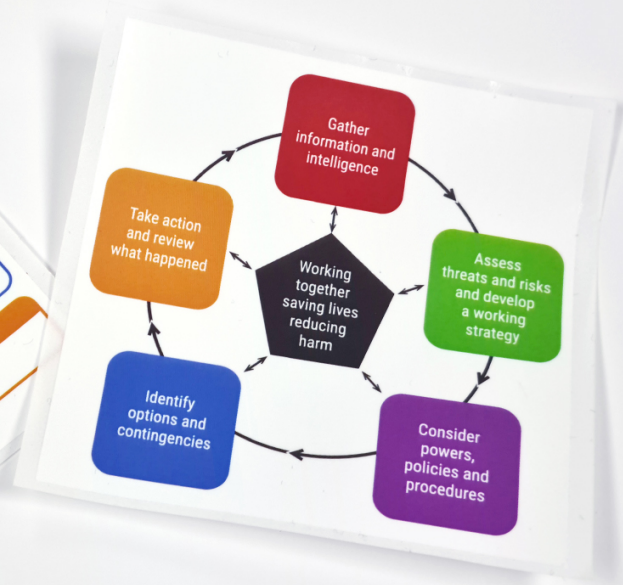 Gather
information and
intelligence
Assess
threats and risks
and develop
a working
strategy
Consider
powers,
policies and
procedures
Identify
options and
contingencies
Take action
and review
what happened
Working
together
saving lives
reducing
harm